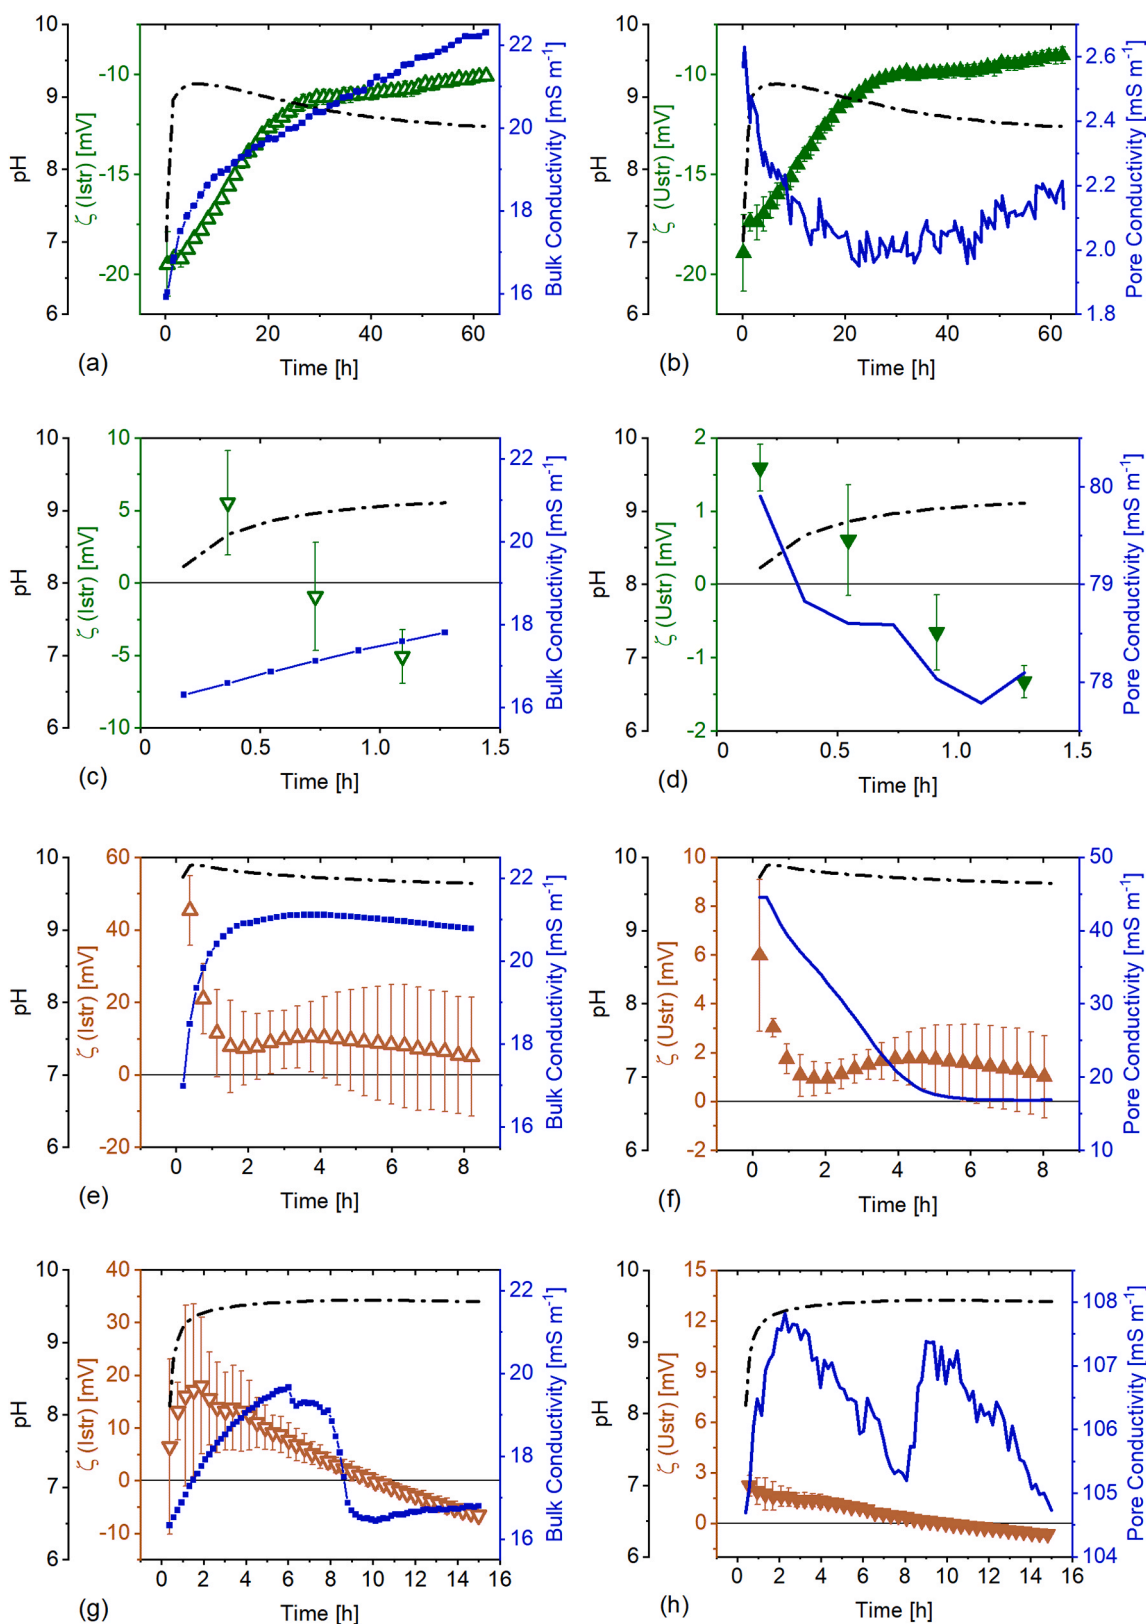 10
9
8
7
6
pH
-10
-15
-20
ζ (Istr) [mV]
22
20
18
16
Bulk Conductivity [mS m-1]
0 20 40 60
Time [h]
(a)
10
9
8
7
6
pH
-10
-15
-20
ζ (Ustr) [mV]
2.6
2.4
2.2
2.0
1.8
Pore Conductivity [mS m-1]
0 20 40 60
Time [h]
(b)
10
9
8
7
6
pH
10
5
0
-5
-10
ζ (Istr) [mV]
22
20
18
16
Bulk Conductivity [mS m-1]
0 0.5 1.0 1.5
Time [h]
(c)
10
9
8
7
6
pH
2
1
0
-1
-2
ζ (Ustr) [mV]
80
79
78
Pore Conductivity [mS m-1]
0 0.5 1.0 1.5
Time [h]
(d)
10
9
8
7
6
pH
60
40
20
0
-20
ζ (Istr) [mV]
22
20
18
16
Bulk Conductivity [mS m-1]
0 2 4 6 8
Time [h]
(e)
10
9
8
7
6
pH
10
8
6
4
2
0
-2
ζ (Ustr) [mV]
50
40
30
20
10
Pore Conductivity [mS m-1]
0 2 4 6 8
Time [h]
(f)
10
9
8
7
6
pH
40
30
20
10
0
-10
ζ (Istr) [mV]
22
20
18
16
Bulk Conductivity [mS m-1]
0 2 4 6 8 10 12 14
Time [h]
(g)
10
9
8
7
6
pH
15
12
9
6
3
0
ζ (Ustr) [mV]
108
107
106
105
104
Pore Conductivity [mS m-1]
0 2 4 6 8 10 12 14 16
Time [h]
(h)